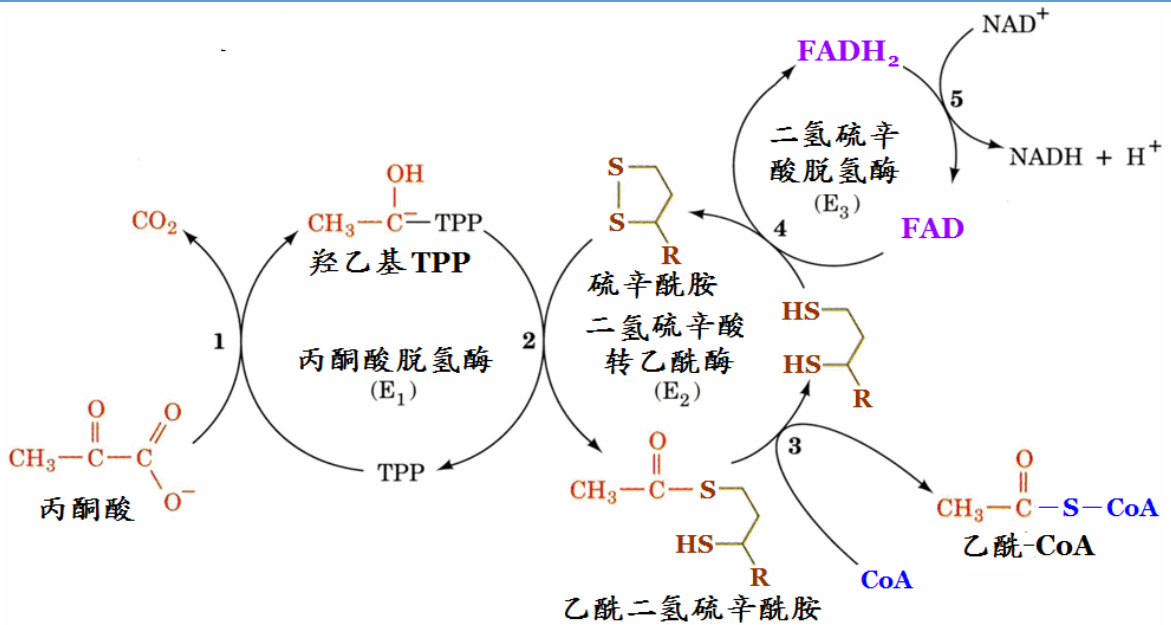 NAD+
FADH2
5
二氢硫辛
酸脱氢酶
(E3)
NADH + H+
FAD
4
OH
CO2
CH3—C—TPP
羟乙基TPP
S
S
R
硫辛酰胺
1
丙酮酸脱氢酶
(E1)
2
二氢硫辛酸
转乙酰酶
(E2)
HS
HS
R
O O
CH3—C—C
O−
丙酮酸
TPP
O
CH3—C—S
HS
R
乙酰二氢硫辛酰胺
3
CoA
O
CH3—C—S—CoA
乙酰-CoA